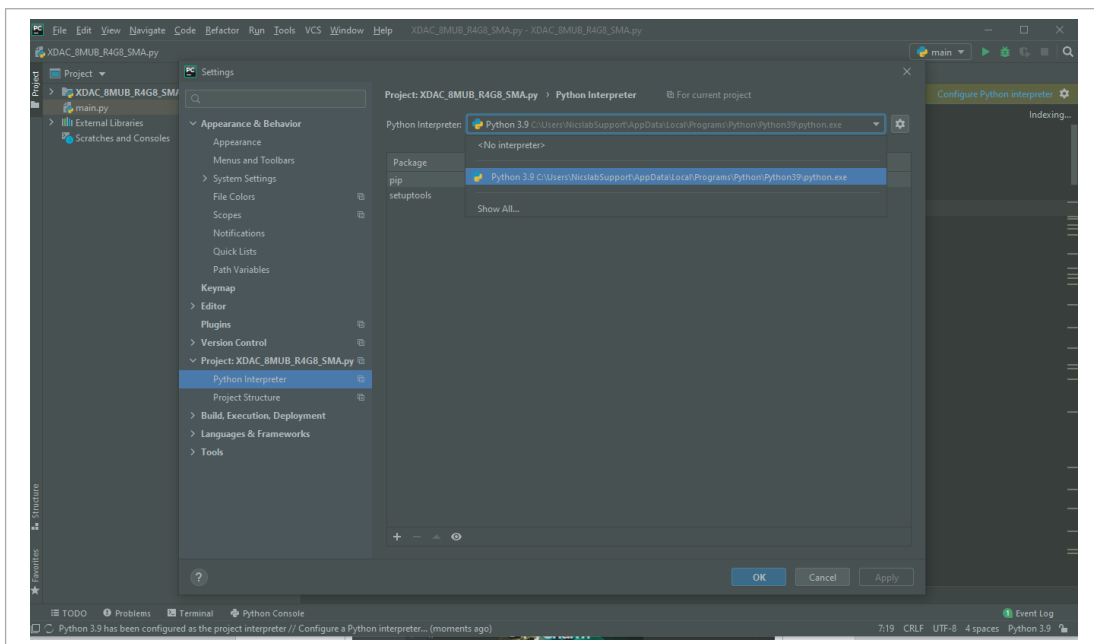 File Edit View Navigate Code Refactor Run Tools VCS Window Help XDAC_8MUB_R4G8_SMA.py - XDAC_8MUB_R4G8_SMA.py
XDAC_8MUB_R4G8_SMA.py
main
Project
Project
XDAC_8MUB_R4G8_SMA
main.py
External Libraries
Scratches and Consoles
Configure Python interpreter
Indexing...
Settings
Appearance & Behavior
Appearance
Menus and Toolbars
System Settings
File Colors
Scopes
Notifications
Quick Lists
Path Variables
Keymap
Editor
Plugins
Version Control
Project: XDAC_8MUB_R4G8_SMA.py
Python Interpreter
Project Structure
Build, Execution, Deployment
Languages & Frameworks
Tools
Project: XDAC_8MUB_R4G8_SMA.py › Python Interpreter For current project
Python Interpreter: Python 3.9 C:\Users\NicslabSupport\AppData\Local\Programs\Python\Python39\python.exe
<No interpreter>
Python 3.9 C:\Users\NicslabSupport\AppData\Local\Programs\Python\Python39\python.exe
Show All...
Package
pip
setuptools
? OK Cancel Apply
Structure
Favorites
TODO Problems Terminal Python Console Event Log
Python 3.9 has been configured as the project interpreter // Configure a Python interpreter... (moments ago) 7:19 CRLF UTF-8 4 spaces Python 3.9